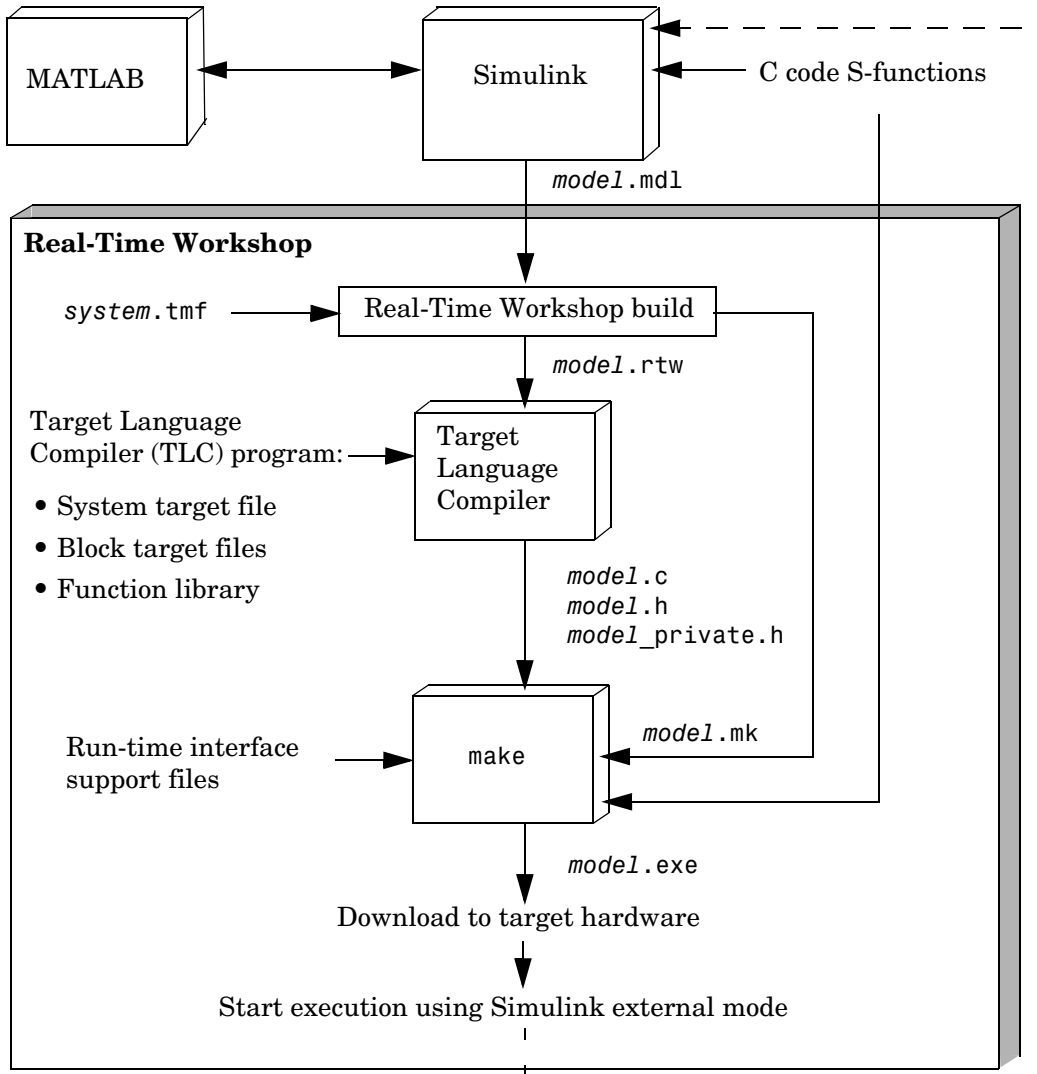 MATLAB
Simulink
C code S-functions
model.mdl
Real-Time Workshop
system.tmf
Real-Time Workshop build
model.rtw
Target Language
Compiler (TLC) program:
• System target file
• Block target files
• Function library
Target
Language
Compiler
model.c
model.h
model_private.h
Run-time interface
support files
make
model.mk
model.exe
Download to target hardware
Start execution using Simulink external mode